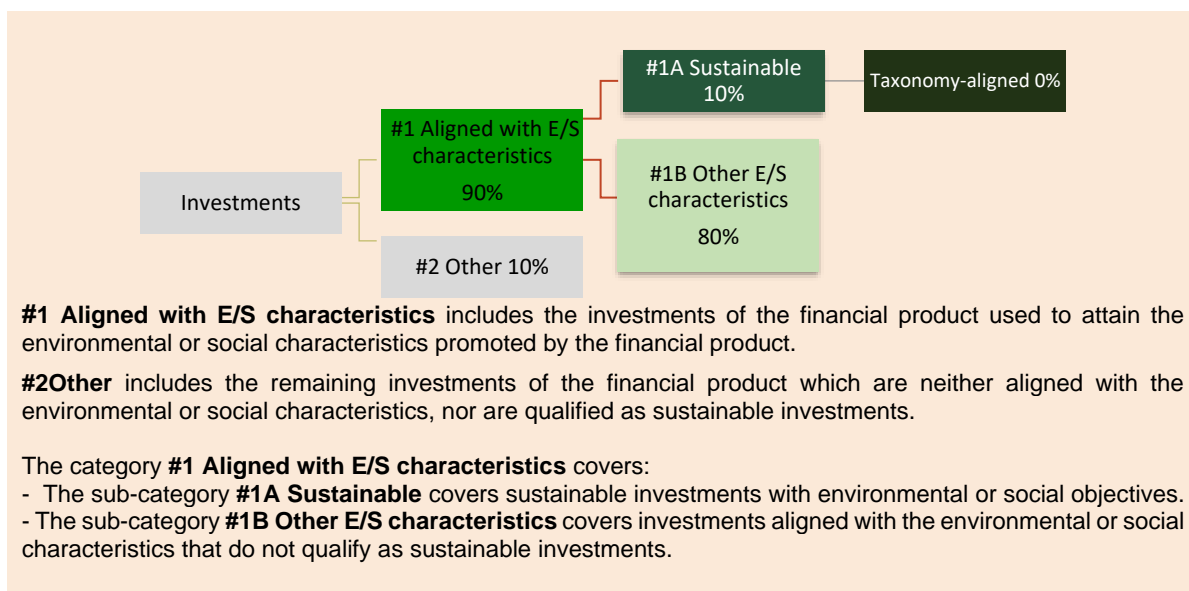 #1A Sustainable
10%
Taxonomy-aligned 0%
#1 Aligned with E/S
characteristics
90%
#1B Other E/S
characteristics
80%
Investments
#2 Other 10%
#1 Aligned with E/S characteristics includes the investments of the financial product used to attain the
environmental or social characteristics promoted by the financial product.
#2Other includes the remaining investments of the financial product which are neither aligned with the
environmental or social characteristics, nor are qualified as sustainable investments.
The category #1 Aligned with E/S characteristics covers:
- The sub-category #1A Sustainable covers sustainable investments with environmental or social objectives.
- The sub-category #1B Other E/S characteristics covers investments aligned with the environmental or social
characteristics that do not qualify as sustainable investments.